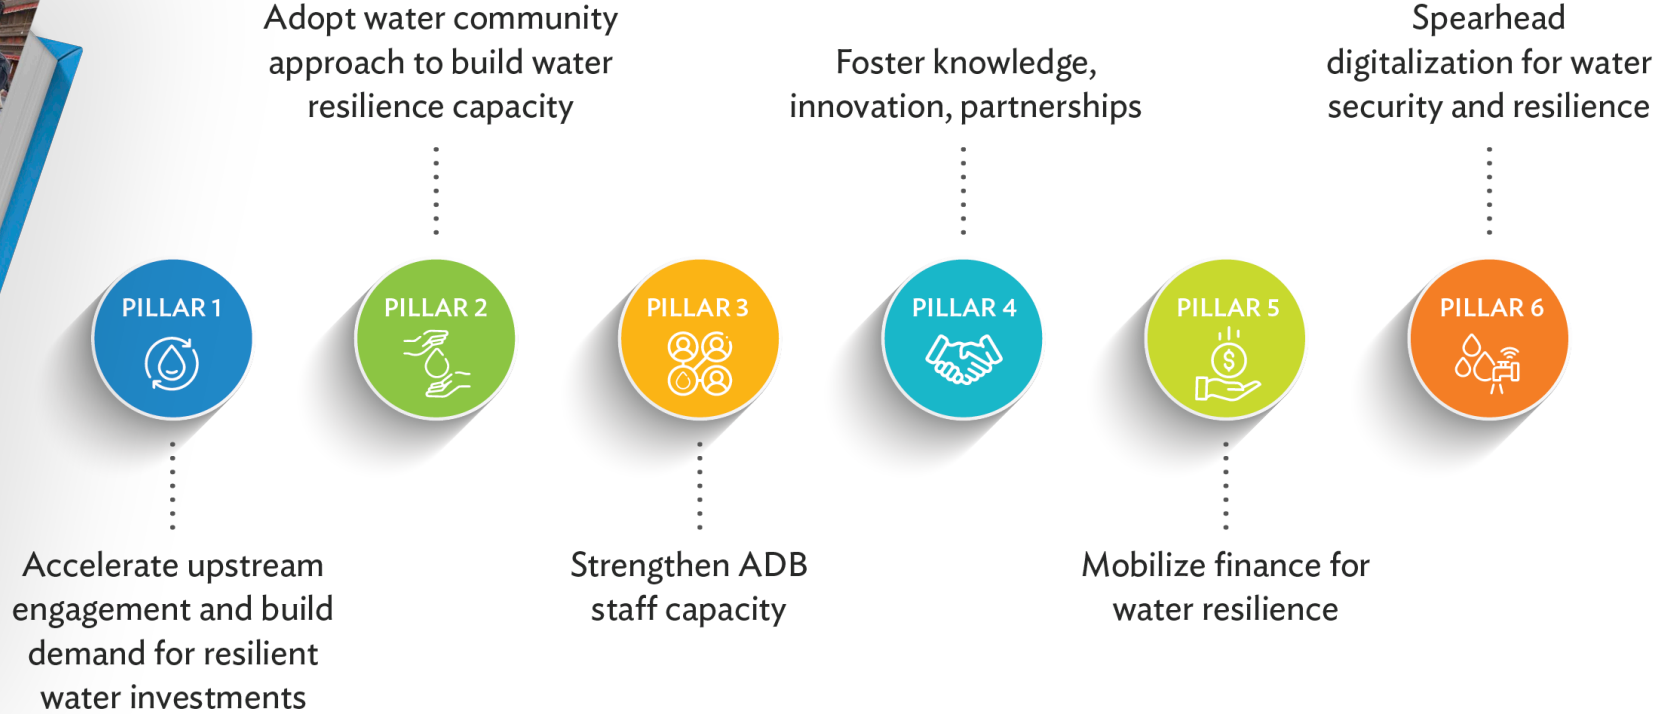 Adopt water community
approach to build water
resilience capacity
Foster knowledge,
innovation, partnerships
Spearhead
digitalization for water
security and resilience
PILLAR 1
PILLAR 2
PILLAR 3
PILLAR 4
PILLAR 5
$
PILLAR 6
Accelerate upstream
engagement and build
demand for resilient
water investments
Strengthen ADB
staff capacity
Mobilize finance for
water resilience